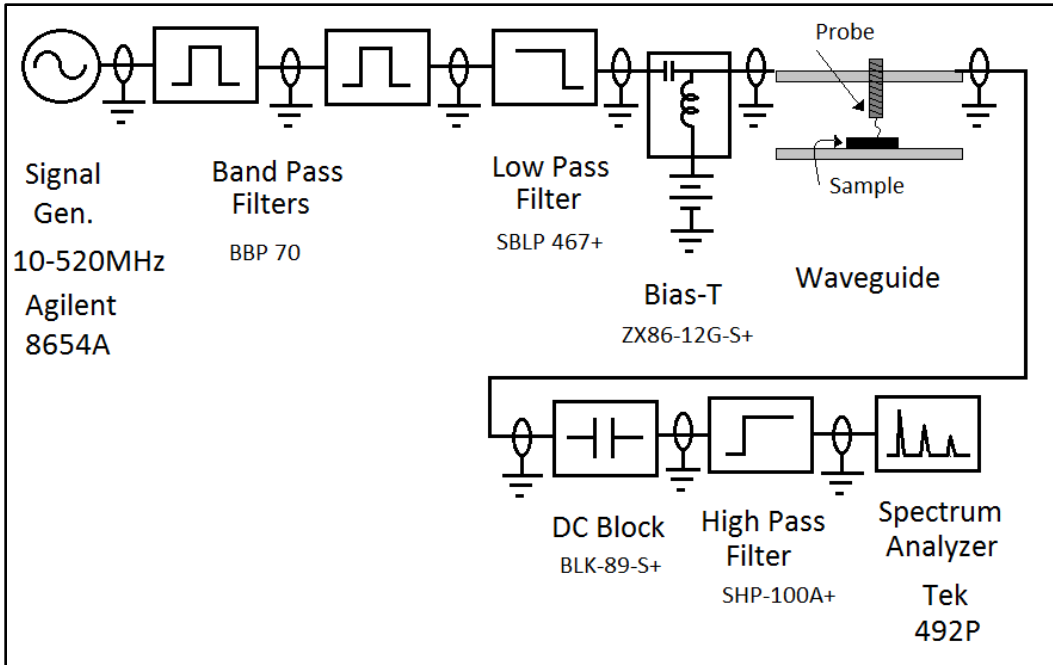 Probe
Sample
Signal
Gen.
10-520MHz
Agilent
8654A
Band Pass
Filters
BBP 70
Low Pass
Filter
SBLP 467+
Bias-T
ZX86-12G-S+
Waveguide
DC Block
BLK-89-S+
High Pass
Filter
SHP-100A+
Spectrum
Analyzer
Tek
492P